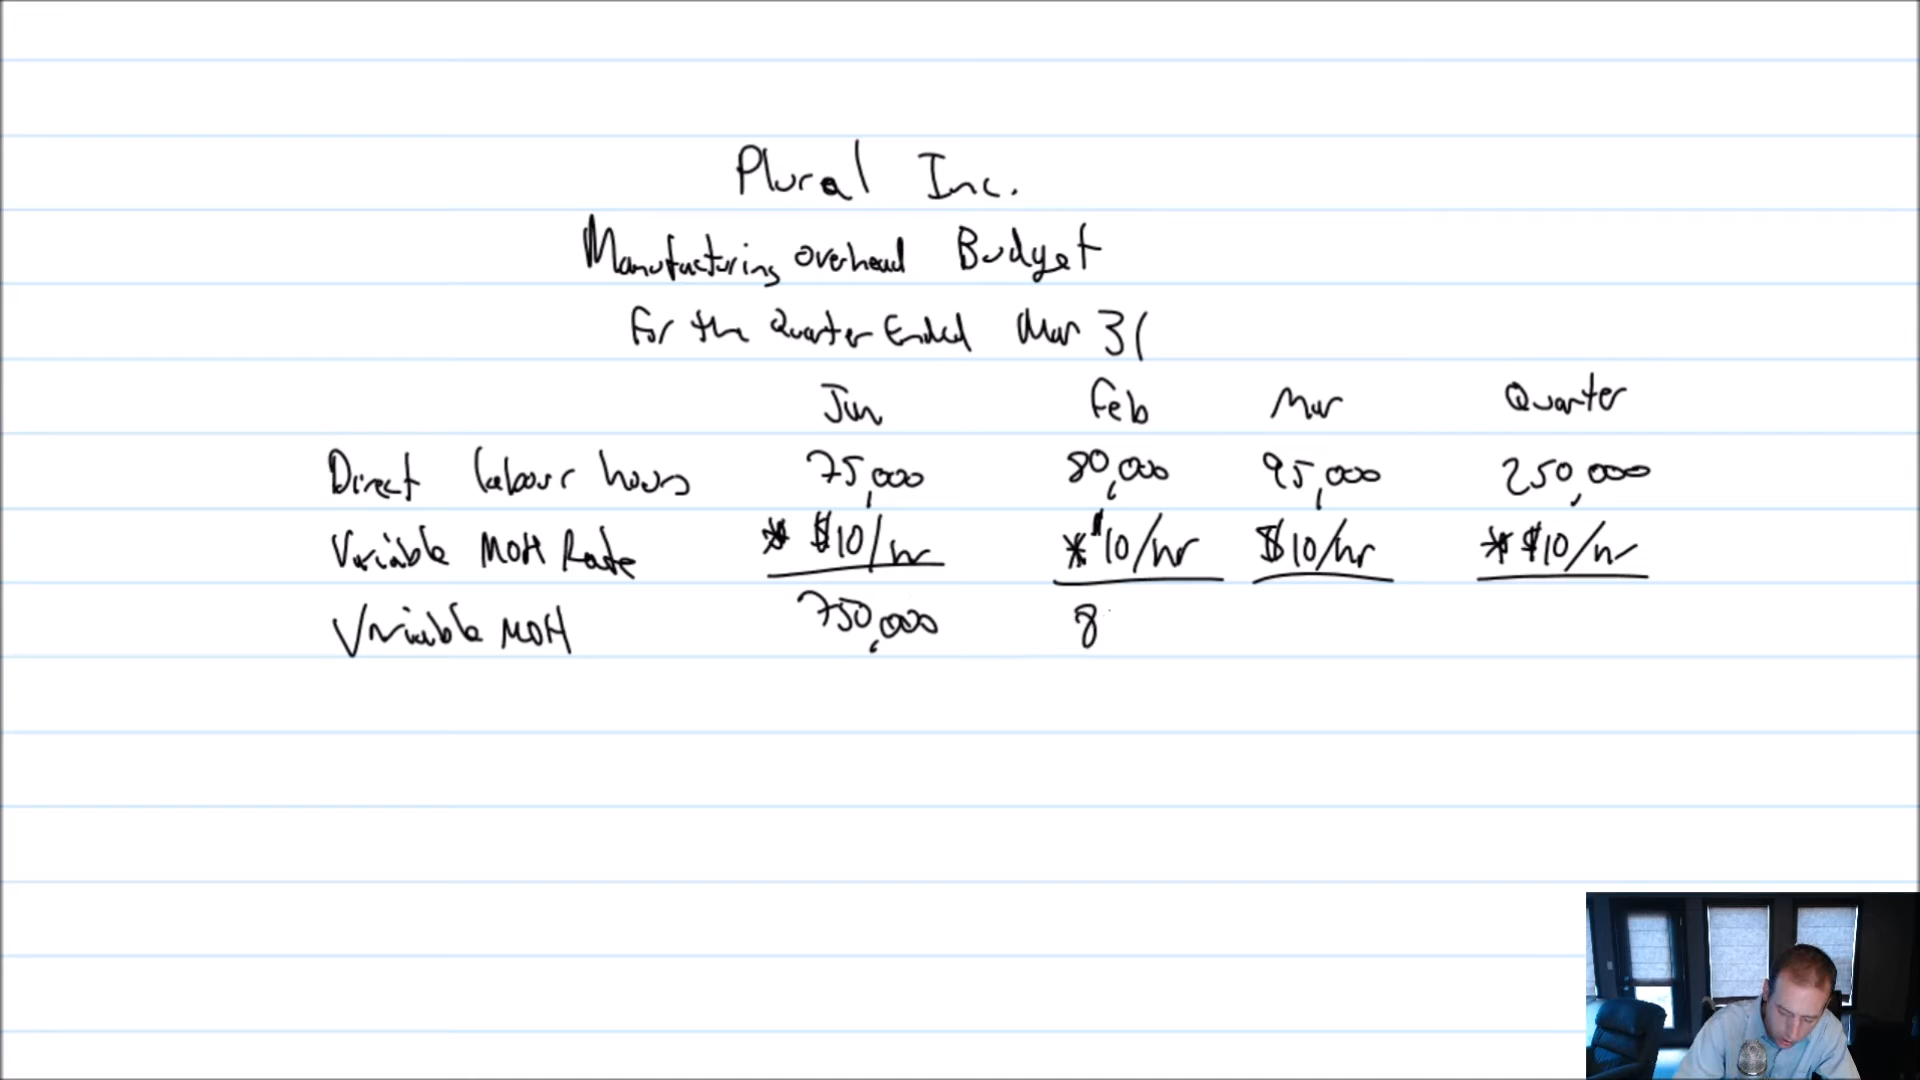 Plural Inc.
Manufacturing overhead Budget
For the Quarter Ended Mar 31
Jan Feb Mar Quarter
Direct labour hours 75,000 80,000 95,000 250,000
Variable MOH Rate * $10/hr * $10/hr $10/hr * $10/hr
Variable MOH 750,000 8